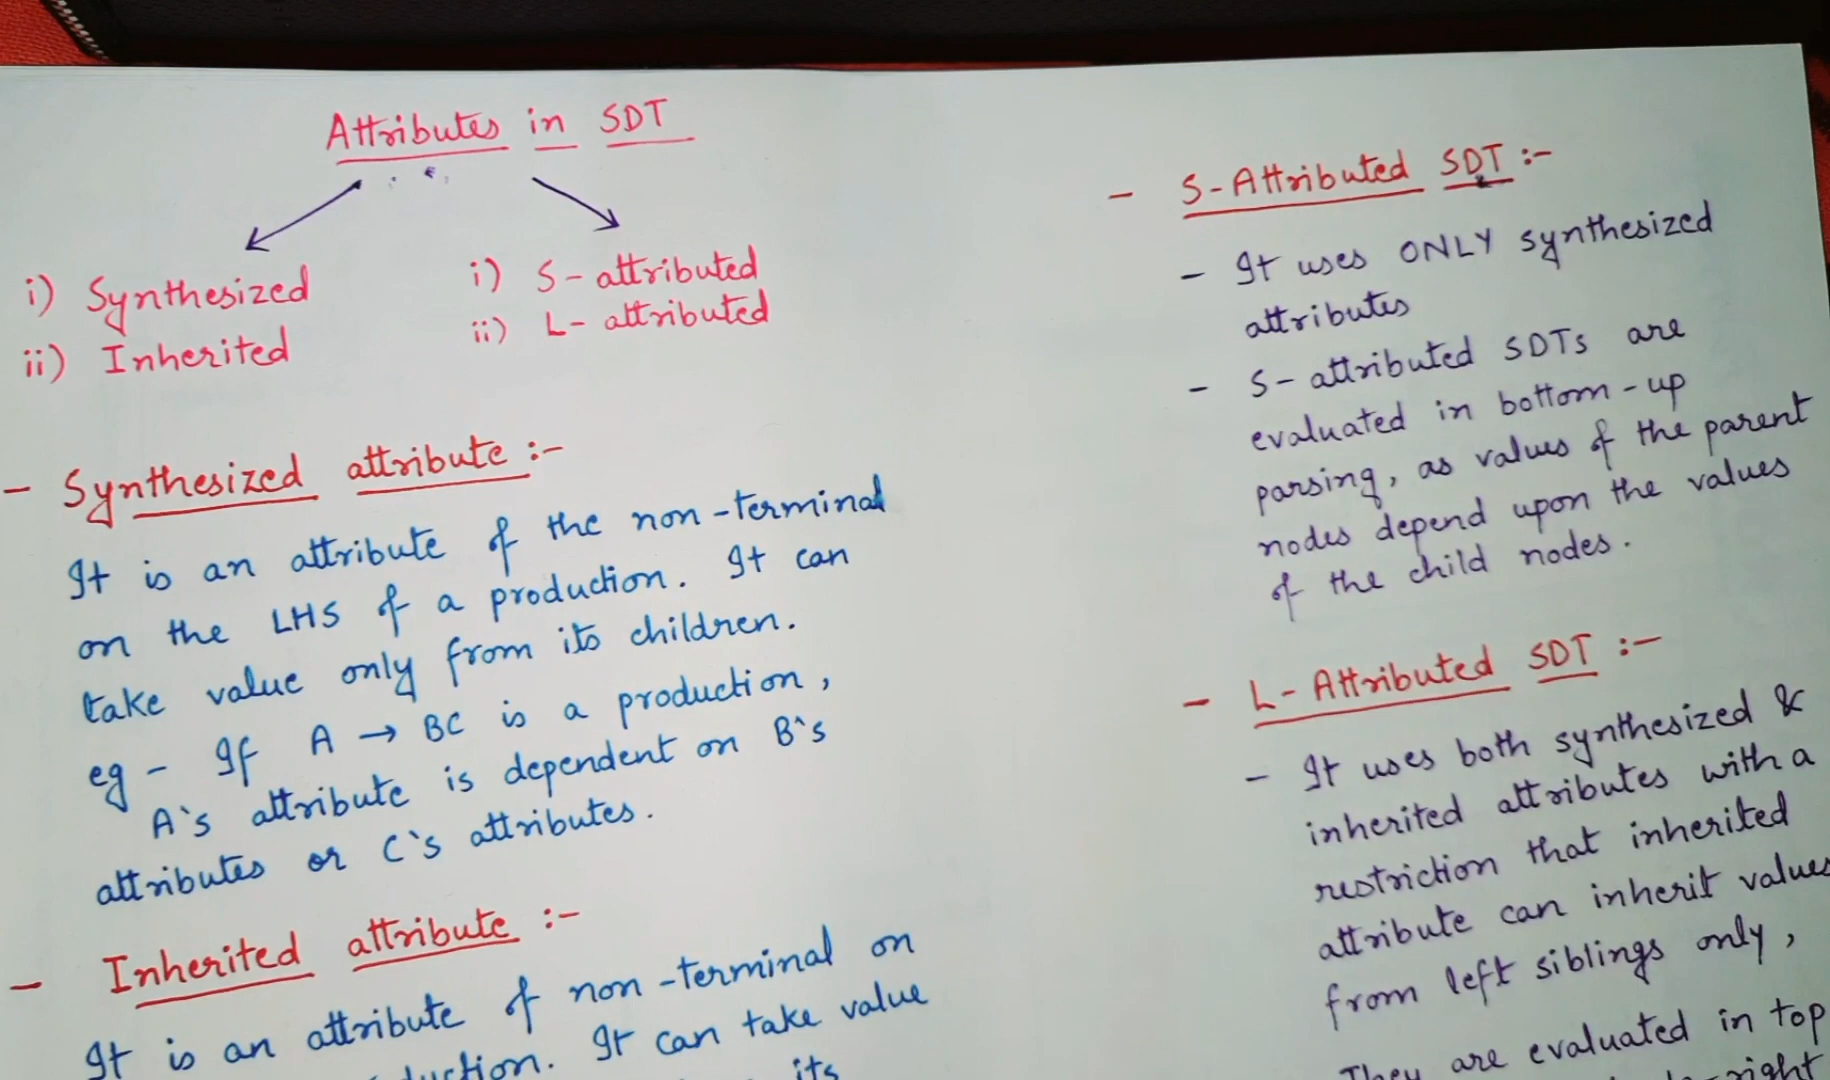 Attributes in SDT
i) Synthesized
ii) Inherited
i) S-attributed
ii) L-attributed
- Synthesized attribute :-
It is an attribute of the non-terminal
on the LHS of a production. It can
take value only from its children.
eg - If A → BC is a production,
A's attribute is dependent on B's
attributes or C's attributes.
- Inherited attribute :-
It is an attribute of non-terminal on
It can take value
its
- S-Attributed SDT :-
- It uses ONLY synthesized
attributes
- S-attributed SDTs are
evaluated in bottom-up
parsing, as values of the parent
nodes depend upon the values
of the child nodes.
- L-Attributed SDT :-
- It uses both synthesized &
inherited attributes with a
restriction that inherited
attribute can inherit values
from left siblings only,
They are evaluated in top
right